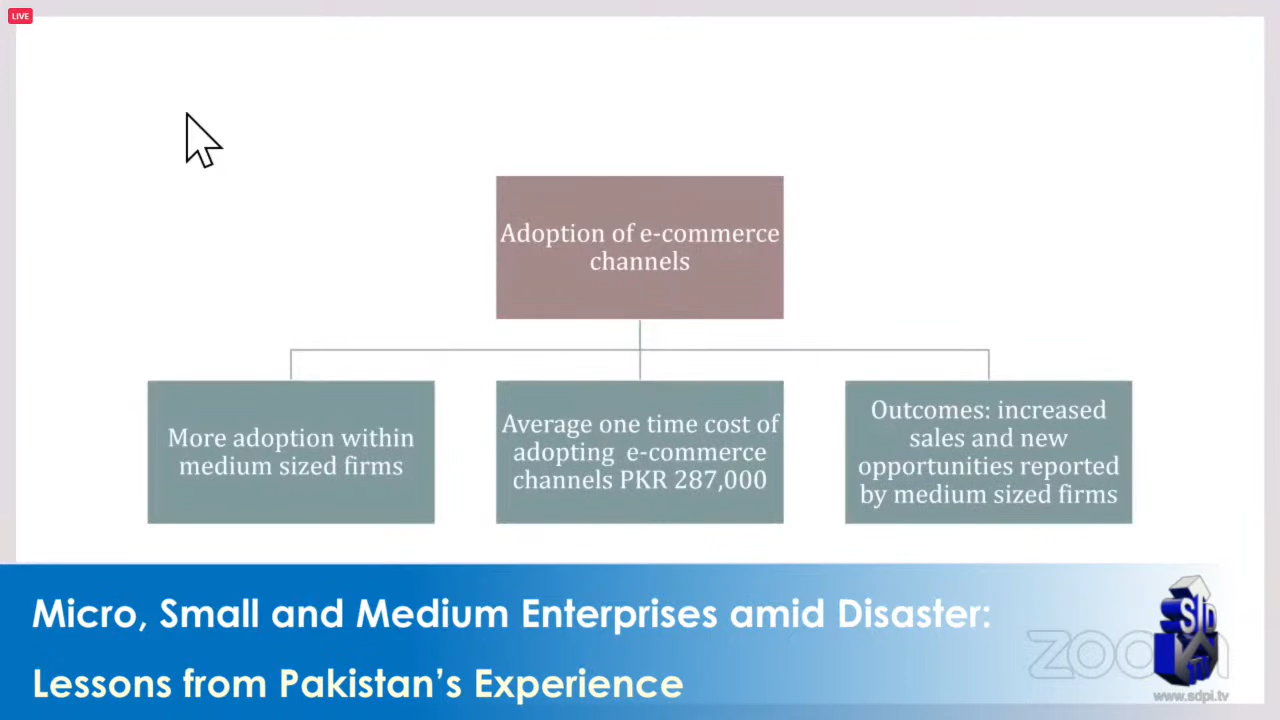 LIVE
Adoption of e-commerce
channels
More adoption within
medium sized firms
Average one time cost of
adopting e-commerce
channels PKR 287,000
Outcomes: increased
sales and new
opportunities reported
by medium sized firms
Micro, Small and Medium Enterprises amid Disaster:
Lessons from Pakistan's Experience
zoom
SD
TV
www.sdpi.tv